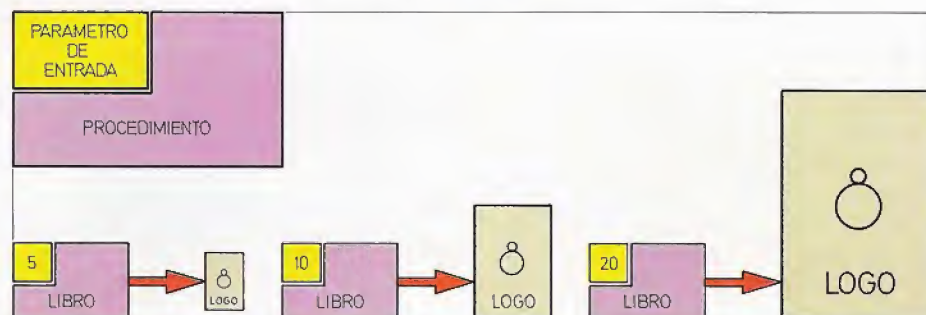 PARAMETRO
DE
ENTRADA
PROCEDIMIENTO
5
LIBRO
LOGO
10
LIBRO
LOGO
20
LIBRO
LOGO